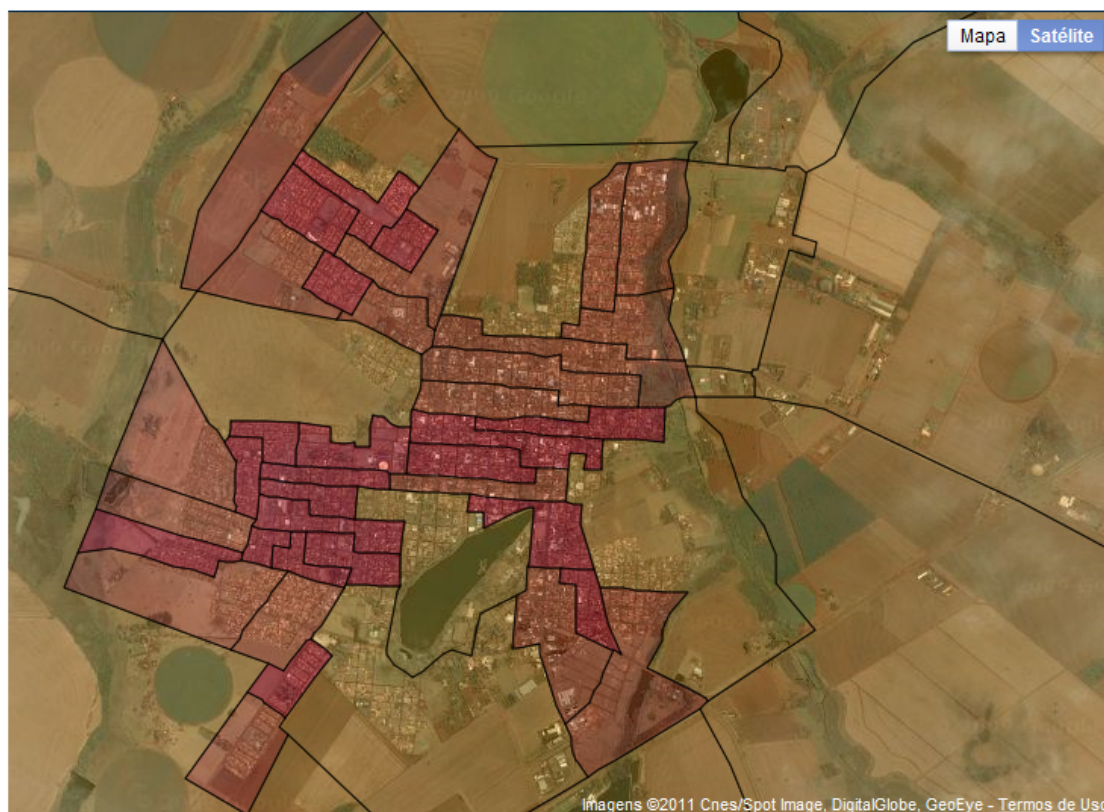 Mapa Satélite
Imagens ©2011 Cnes/Spot Image, DigitalGlobe, GeoEye - Termos de Uso